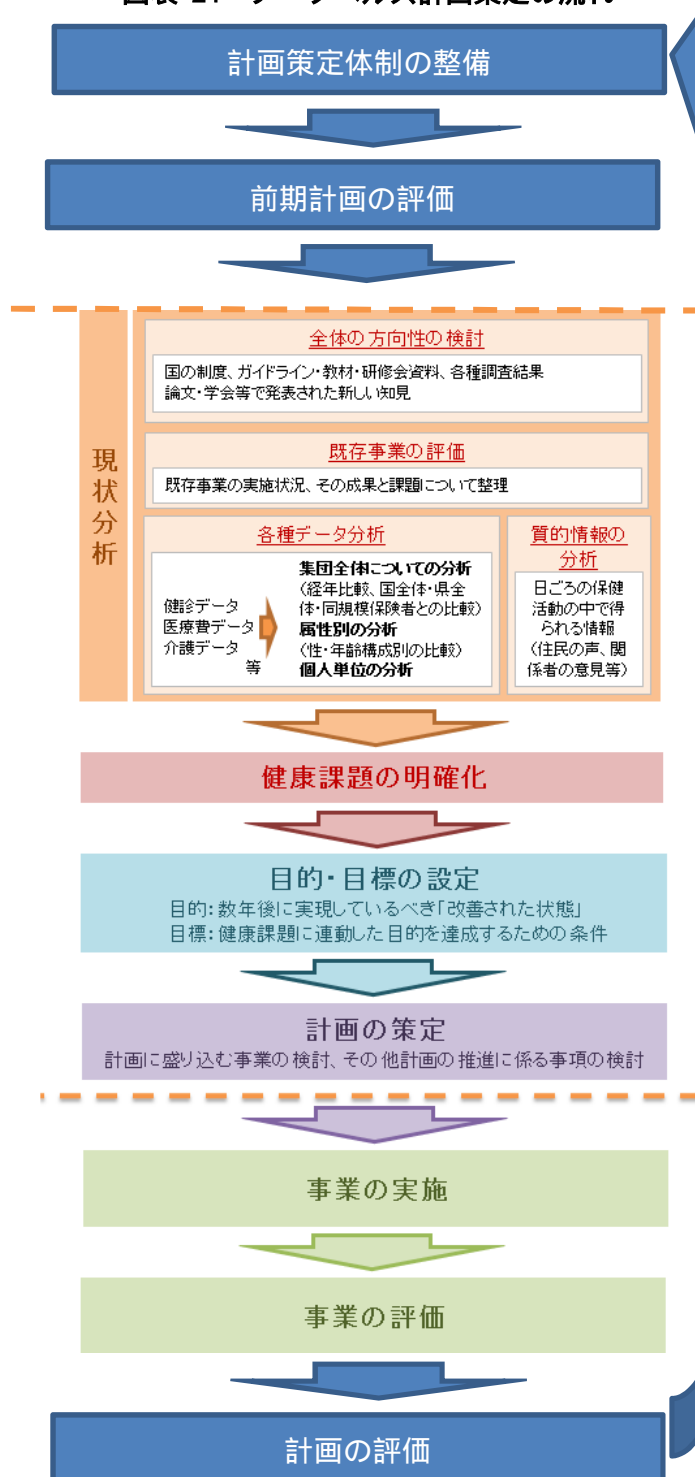 計画策定体制の整備
前期計画の評価
現状分析
全体の方向性の検討
国の制度、ガイドライン・教材・研修会資料、各種調査結果
論文・学会等で発表された新しい知見
既存事業の評価
既存事業の実施状況、その成果と課題について整理
各種データ分析
健診データ
医療費データ
介護データ
等
集団全体についての分析
(経年比較、国全体・県全
体・同規模保険者との比較)
属性別の分析
(性・年齢構成別の比較)
個人単位の分析
質的情報の
分析
日ごろの保健
活動の中で得
られる情報
(住民の声、関
係者の意見等)
健康課題の明確化
目的・目標の設定
目的:数年後に実現しているべき「改善された状態」
目標:健康課題に連動した目的を達成するための条件
計画の策定
計画に盛り込む事業の検討、その他計画の推進に係る事項の検討
事業の実施
事業の評価
計画の評価